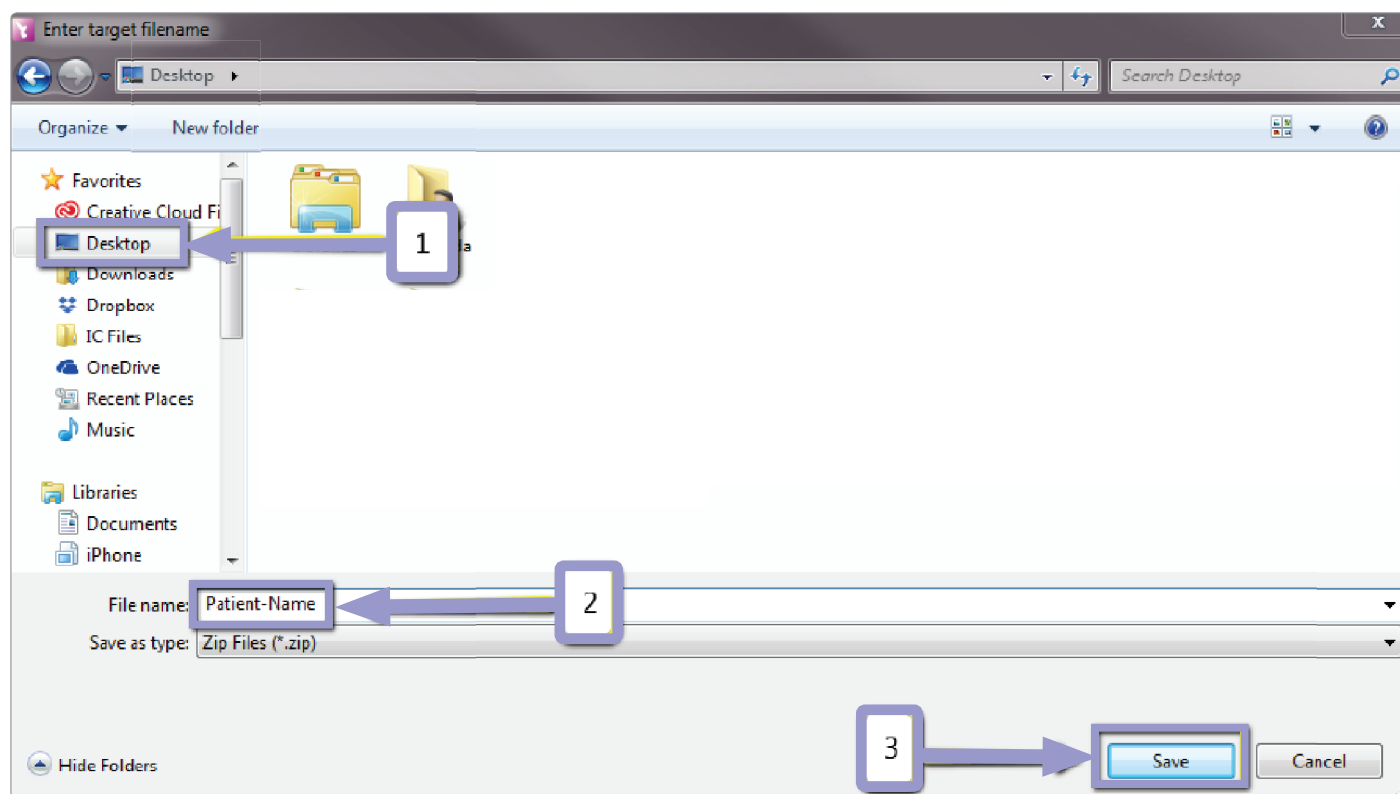 Enter target filename
x
Desktop
Search Desktop
Organize
New folder
Favorites
Creative Cloud Fi
Desktop
1
Downloads
Dropbox
IC Files
OneDrive
Recent Places
Music
Libraries
Documents
iPhone
File name: Patient-Name
2
Save as type: Zip Files (*.zip)
3
Save
Cancel
Hide Folders